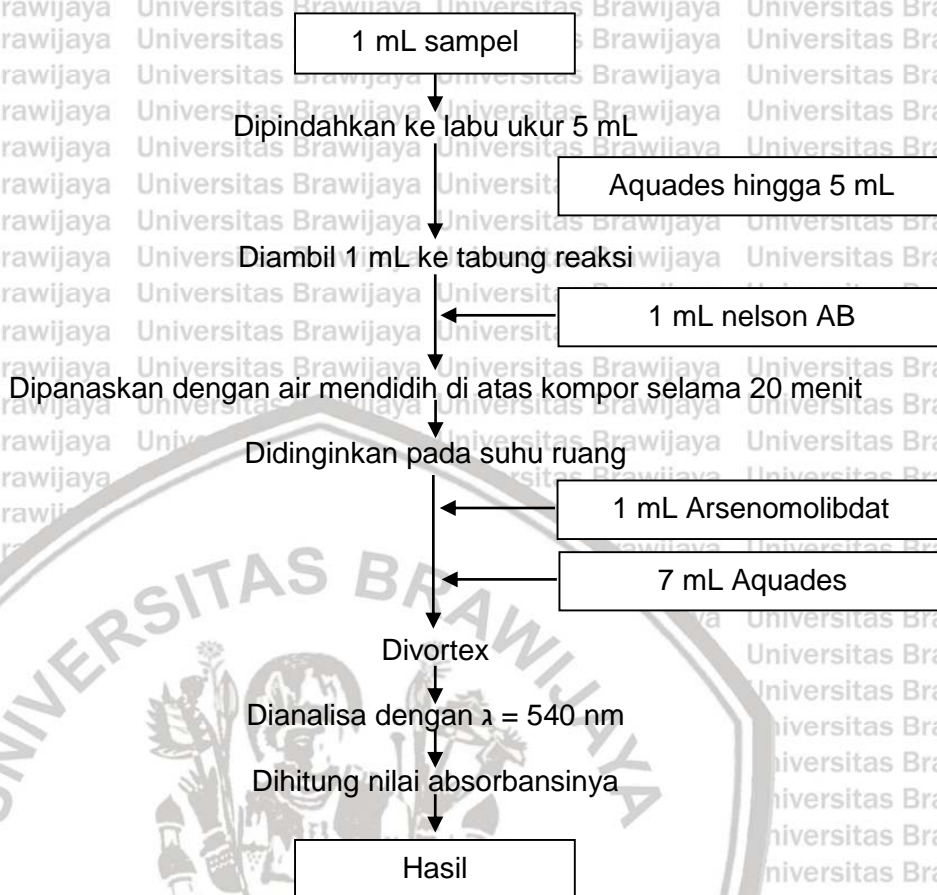 1 mL sampel
Dipindahkan ke labu ukur 5 mL
Aquades hingga 5 mL
Diambil 1 mL ke tabung reaksi
1 mL nelson AB
Dipanaskan dengan air mendidih di atas kompor selama 20 menit
Didinginkan pada suhu ruang
1 mL Arsenomolibdat
7 mL Aquades
Divortex
Dianalisa dengan λ = 540 nm
Dihitung nilai absorbansinya
Hasil
UNIVERSITAS BRAWIJAYA